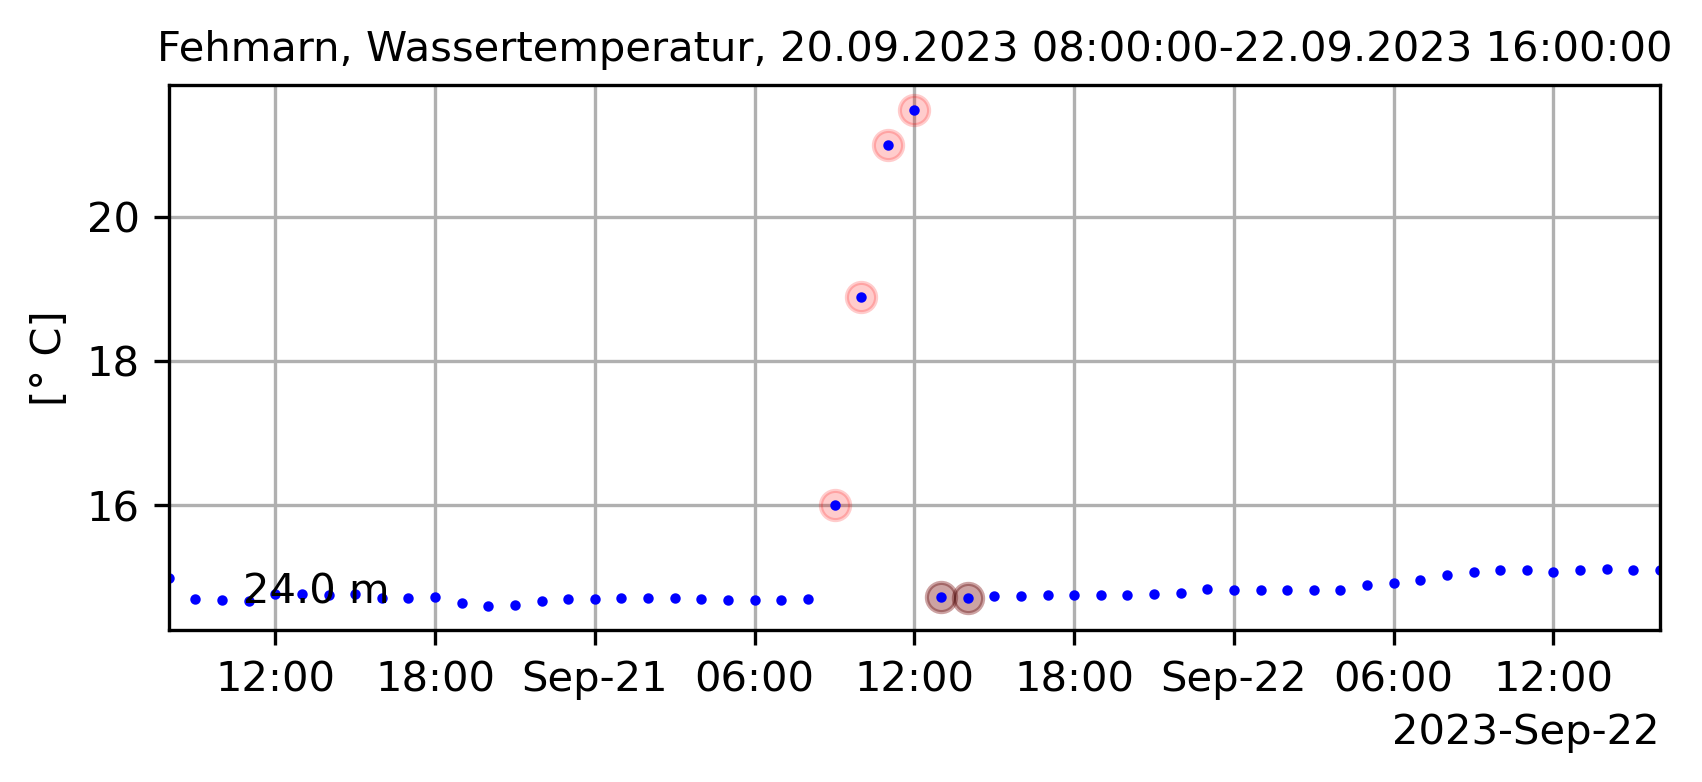 Fehmarn, Wassertemperatur, 20.09.2023 08:00:00-22.09.2023 16:00:00
[° C]
20
18
16
24.0 m
12:00 18:00 Sep-21 06:00 12:00 18:00 Sep-22 06:00 12:00
2023-Sep-22